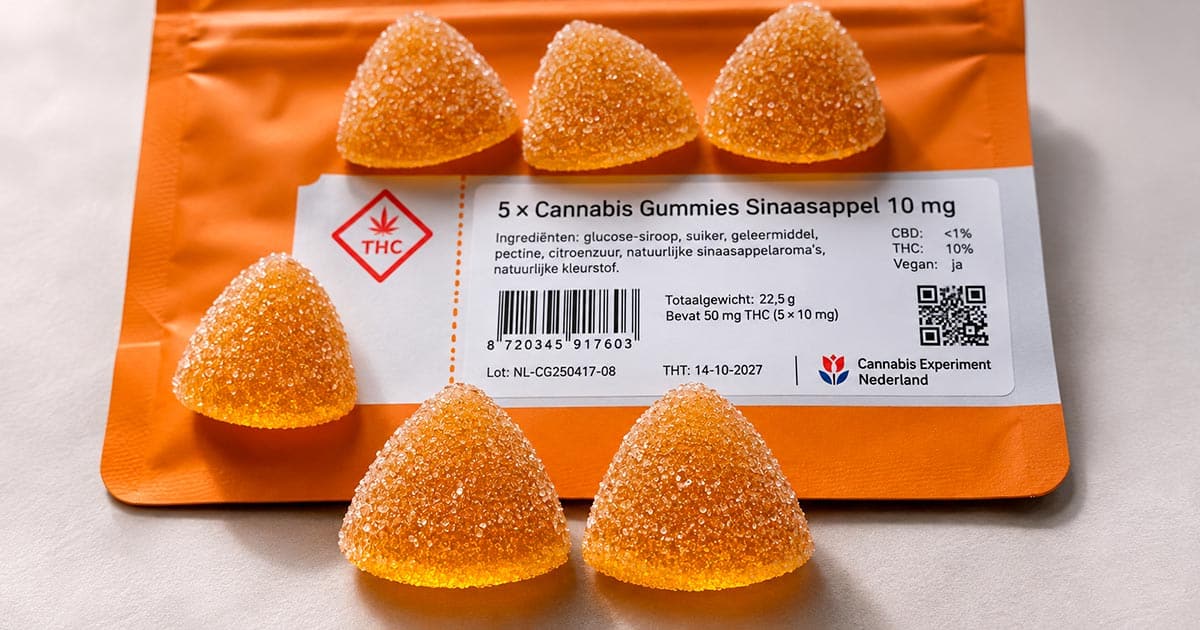 THC
5 × Cannabis Gummies Sinaasappel 10 mg
Ingrediënten: glucose-siroop, suiker, geleermiddel,
pectine, citroenzuur, natuurlijke sinaasappelaroma's,
natuurlijke kleurstof.
CBD: <1%
THC: 10%
Vegan: ja
8 720345 917603
Totaalgewicht: 22,5 g
Bevat 50 mg THC (5 × 10 mg)
Lot: NL-CG250417-08
THT: 14-10-2027
Cannabis Experiment
Nederland